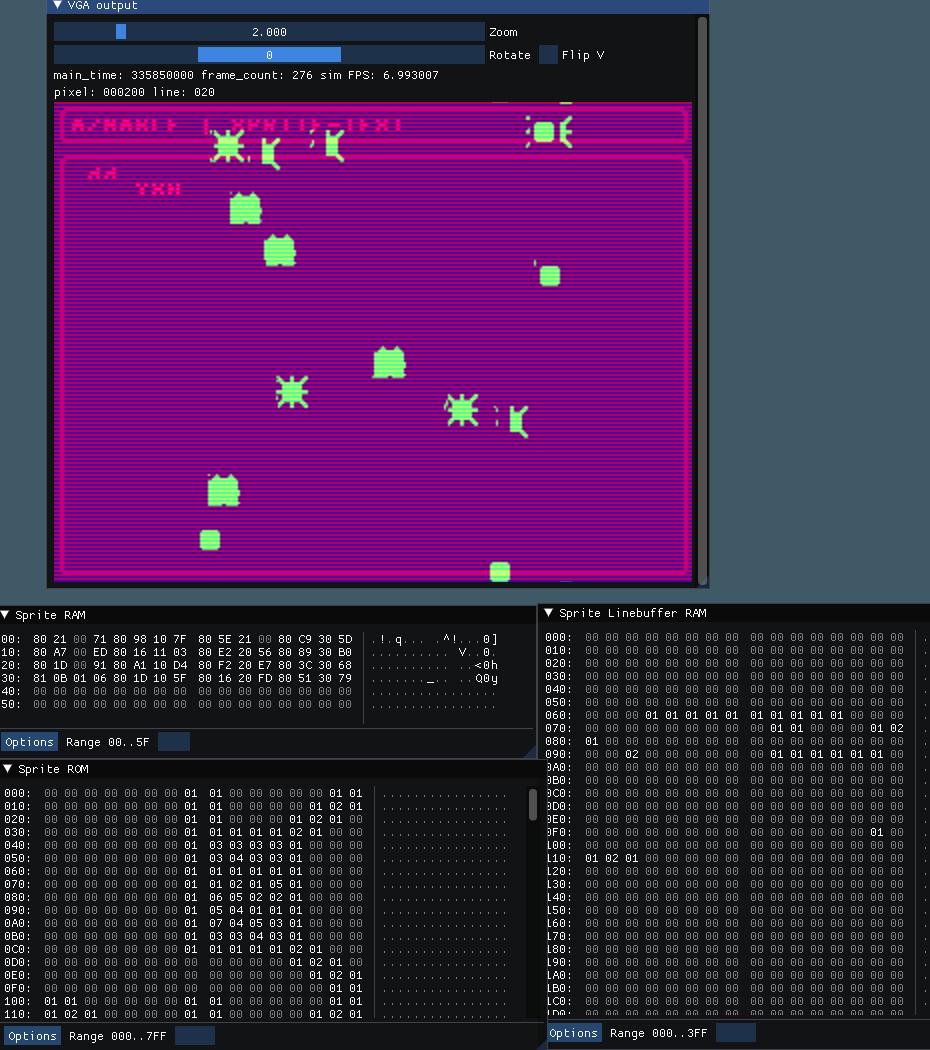 ▼ VGA output
2.000 Zoom
0 Rotate Flip V
main_time: 335850000 frame_count: 276 sim FPS: 6.993007
pixel: 000200 line: 020
▼ Sprite RAM
00: 80 21 00 71 80 98 10 7F 80 5E 21 00 80 C9 30 5D .!.q.....^!...0]
10: 80 A7 00 ED 80 16 11 03 80 E2 20 56 80 89 30 B0 .......... V..0.
20: 80 1D 00 91 80 A1 10 D4 80 F2 20 E7 80 3C 30 68 .......... ..<0h
30: 81 0B 01 06 80 1D 10 5F 80 16 20 FD 80 51 30 79 ......._.. ..Q0y
40: 00 00 00 00 00 00 00 00 00 00 00 00 00 00 00 00 ................
50: 00 00 00 00 00 00 00 00 00 00 00 00 00 00 00 00 ................
Options Range 00..5F
▼ Sprite ROM
000: 00 00 00 00 00 00 00 01 01 00 00 00 00 00 01 01 ................
010: 00 00 00 00 00 00 00 01 01 00 00 00 00 01 02 01 ................
020: 00 00 00 00 00 00 00 01 01 00 00 00 01 02 01 00 ................
030: 00 00 00 00 00 00 00 01 01 01 01 01 02 01 00 00 ................
040: 00 00 00 00 00 00 00 01 03 03 03 03 01 00 00 00 ................
050: 00 00 00 00 00 00 00 01 03 04 03 03 01 00 00 00 ................
060: 00 00 00 00 00 00 00 01 01 01 01 01 01 00 00 00 ................
070: 00 00 00 00 00 00 00 01 01 02 01 05 01 00 00 00 ................
080: 00 00 00 00 00 00 00 01 06 05 02 02 01 00 00 00 ................
090: 00 00 00 00 00 00 00 01 05 04 01 01 01 00 00 00 ................
0A0: 00 00 00 00 00 00 00 01 07 04 05 03 01 00 00 00 ................
0B0: 00 00 00 00 00 00 00 01 03 03 04 03 01 00 00 00 ................
0C0: 00 00 00 00 00 00 00 01 01 01 01 01 02 01 00 00 ................
0D0: 00 00 00 00 00 00 00 00 00 00 00 00 01 02 01 00 ................
0E0: 00 00 00 00 00 00 00 00 00 00 00 00 00 01 02 01 ................
0F0: 00 00 00 00 00 00 00 00 00 00 00 00 00 00 01 01 ................
100: 01 01 00 00 00 00 00 01 01 00 00 00 00 00 01 01 ................
110: 01 02 01 00 00 00 00 01 01 00 00 00 00 01 02 01 ................
Options Range 000..7FF
▼ Sprite Linebuffer RAM
000: 00 00 00 00 00 00 00 00 00 00 00 00 00 00 00 00
010: 00 00 00 00 00 00 00 00 00 00 00 00 00 00 00 00
020: 00 00 00 00 00 00 00 00 00 00 00 00 00 00 00 00
030: 00 00 00 00 00 00 00 00 00 00 00 00 00 00 00 00
040: 00 00 00 00 00 00 00 00 00 00 00 00 00 00 00 00
050: 00 00 00 00 00 00 00 00 00 00 00 00 00 00 00 00
060: 00 00 00 01 01 01 01 01 01 01 01 01 01 00 00 00
070: 00 00 00 00 00 00 00 00 00 01 01 00 00 00 01 02
080: 01 00 00 00 00 00 00 00 00 00 00 00 00 00 00 00
090: 00 00 02 00 00 00 00 00 00 01 01 01 01 01 01 00
0A0: 00 00 00 00 00 00 00 00 00 00 00 00 00 00 00 00
0B0: 00 00 00 00 00 00 00 00 00 00 00 00 00 00 00 00
0C0: 00 00 00 00 00 00 00 00 00 00 00 00 00 00 00 00
0D0: 00 00 00 00 00 00 00 00 00 00 00 00 00 00 00 00
0E0: 00 00 00 00 00 00 00 00 00 00 00 00 00 00 00 00
0F0: 00 00 00 00 00 00 00 00 00 00 00 00 00 00 01 00
100: 00 00 00 00 00 00 00 00 00 00 00 00 00 00 00 00
110: 01 02 01 00 00 00 00 00 00 00 00 00 00 00 00 00
120: 00 00 00 00 00 00 00 00 00 00 00 00 00 00 00 00
130: 00 00 00 00 00 00 00 00 00 00 00 00 00 00 00 00
140: 00 00 00 00 00 00 00 00 00 00 00 00 00 00 00 00
150: 00 00 00 00 00 00 00 00 00 00 00 00 00 00 00 00
160: 00 00 00 00 00 00 00 00 00 00 00 00 00 00 00 00
170: 00 00 00 00 00 00 00 00 00 00 00 00 00 00 00 00
180: 00 00 00 00 00 00 00 00 00 00 00 00 00 00 00 00
190: 00 00 00 00 00 00 00 00 00 00 00 00 00 00 00 00
1A0: 00 00 00 00 00 00 00 00 00 00 00 00 00 00 00 00
1B0: 00 00 00 00 00 00 00 00 00 00 00 00 00 00 00 00
1C0: 00 00 00 00 00 00 00 00 00 00 00 00 00 00 00 00
1D0: 00 00 00 00 00 00 00 00 00 00 00 00 00 00 00 00
Options Range 000..3FF